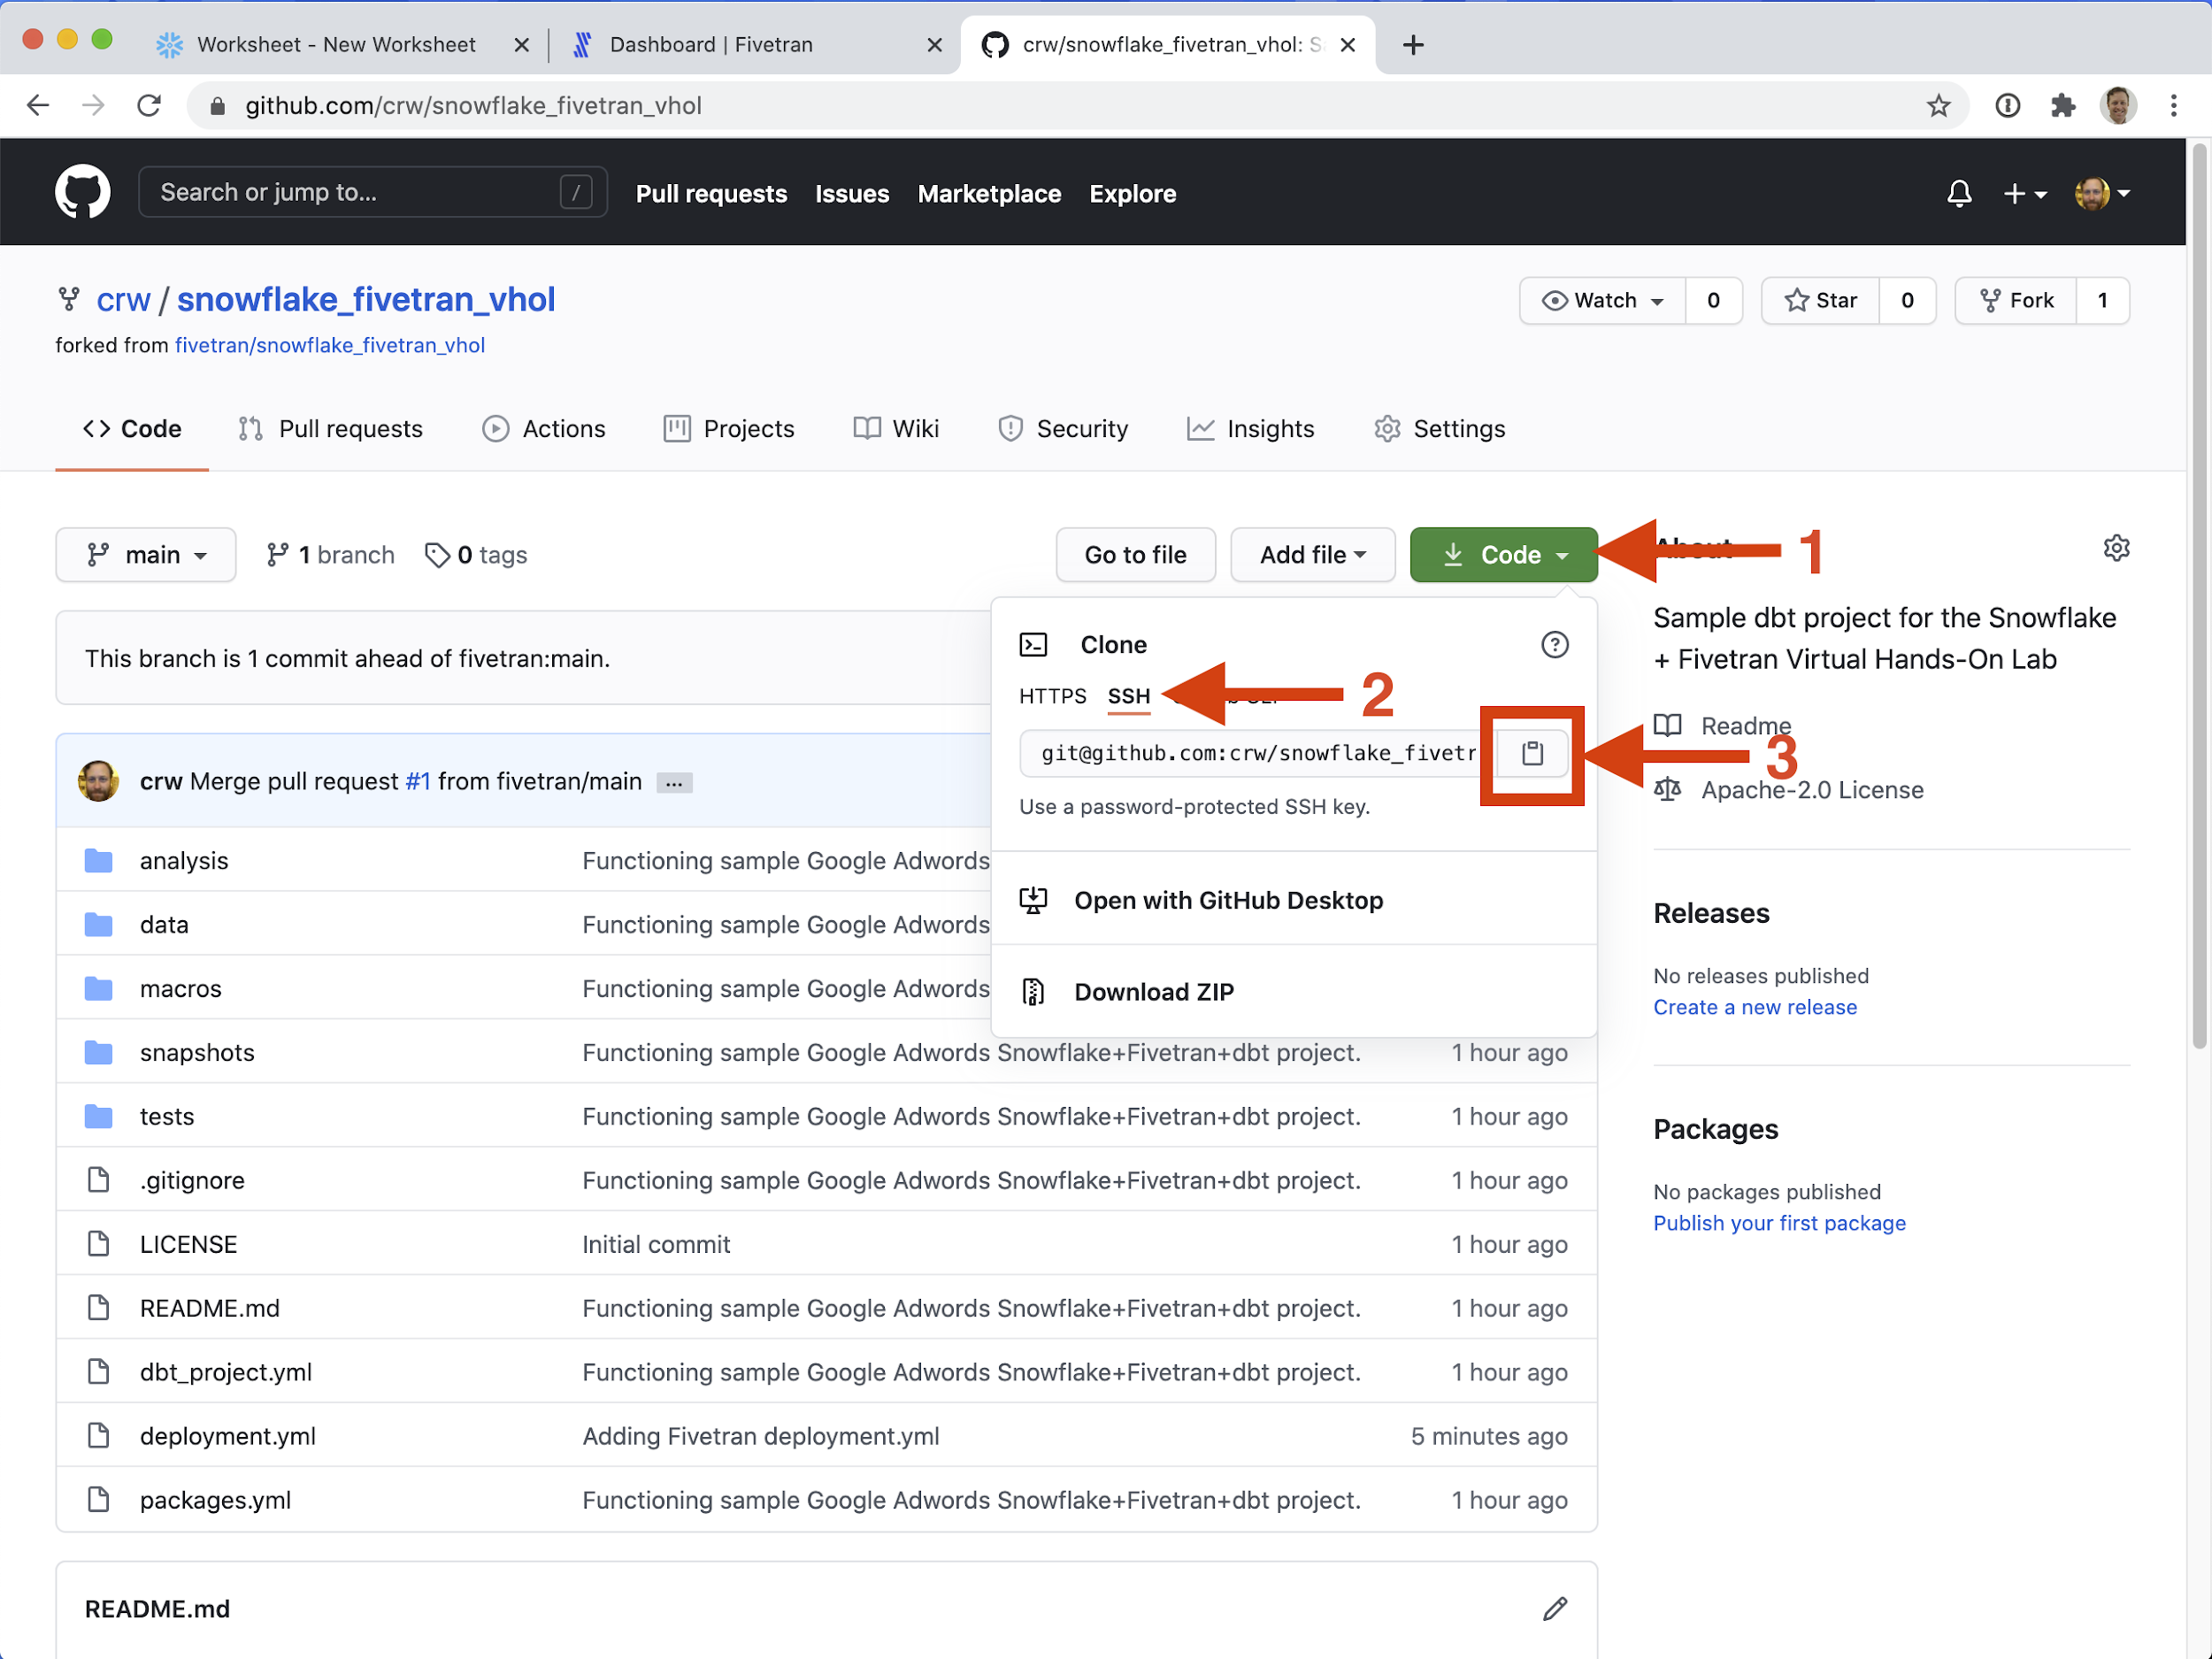 Worksheet - New Worksheet
Dashboard | Fivetran
crw/snowflake_fivetran_vhol: S
github.com/crw/snowflake_fivetran_vhol
Search or jump to... /
Pull requests Issues Marketplace Explore
crw / snowflake_fivetran_vhol
Watch 0 Star 0 Fork 1
forked from fivetran/snowflake_fivetran_vhol
Code Pull requests Actions Projects Wiki Security Insights Settings
main 1 branch 0 tags Go to file Add file Code 1
About
Sample dbt project for the Snowflake
+ Fivetran Virtual Hands-On Lab
Readme
Apache-2.0 License
Releases
No releases published
Create a new release
Packages
No packages published
Publish your first package
Clone
HTTPS SSH 2
git@github.com:crw/snowflake_fivetr 3
Use a password-protected SSH key.
Open with GitHub Desktop
Download ZIP
This branch is 1 commit ahead of fivetran:main.
crw Merge pull request #1 from fivetran/main ...
analysis Functioning sample Google Adwords
data Functioning sample Google Adwords
macros Functioning sample Google Adwords
snapshots Functioning sample Google Adwords Snowflake+Fivetran+dbt project. 1 hour ago
tests Functioning sample Google Adwords Snowflake+Fivetran+dbt project. 1 hour ago
.gitignore Functioning sample Google Adwords Snowflake+Fivetran+dbt project. 1 hour ago
LICENSE Initial commit 1 hour ago
README.md Functioning sample Google Adwords Snowflake+Fivetran+dbt project. 1 hour ago
dbt_project.yml Functioning sample Google Adwords Snowflake+Fivetran+dbt project. 1 hour ago
deployment.yml Adding Fivetran deployment.yml 5 minutes ago
packages.yml Functioning sample Google Adwords Snowflake+Fivetran+dbt project. 1 hour ago
README.md